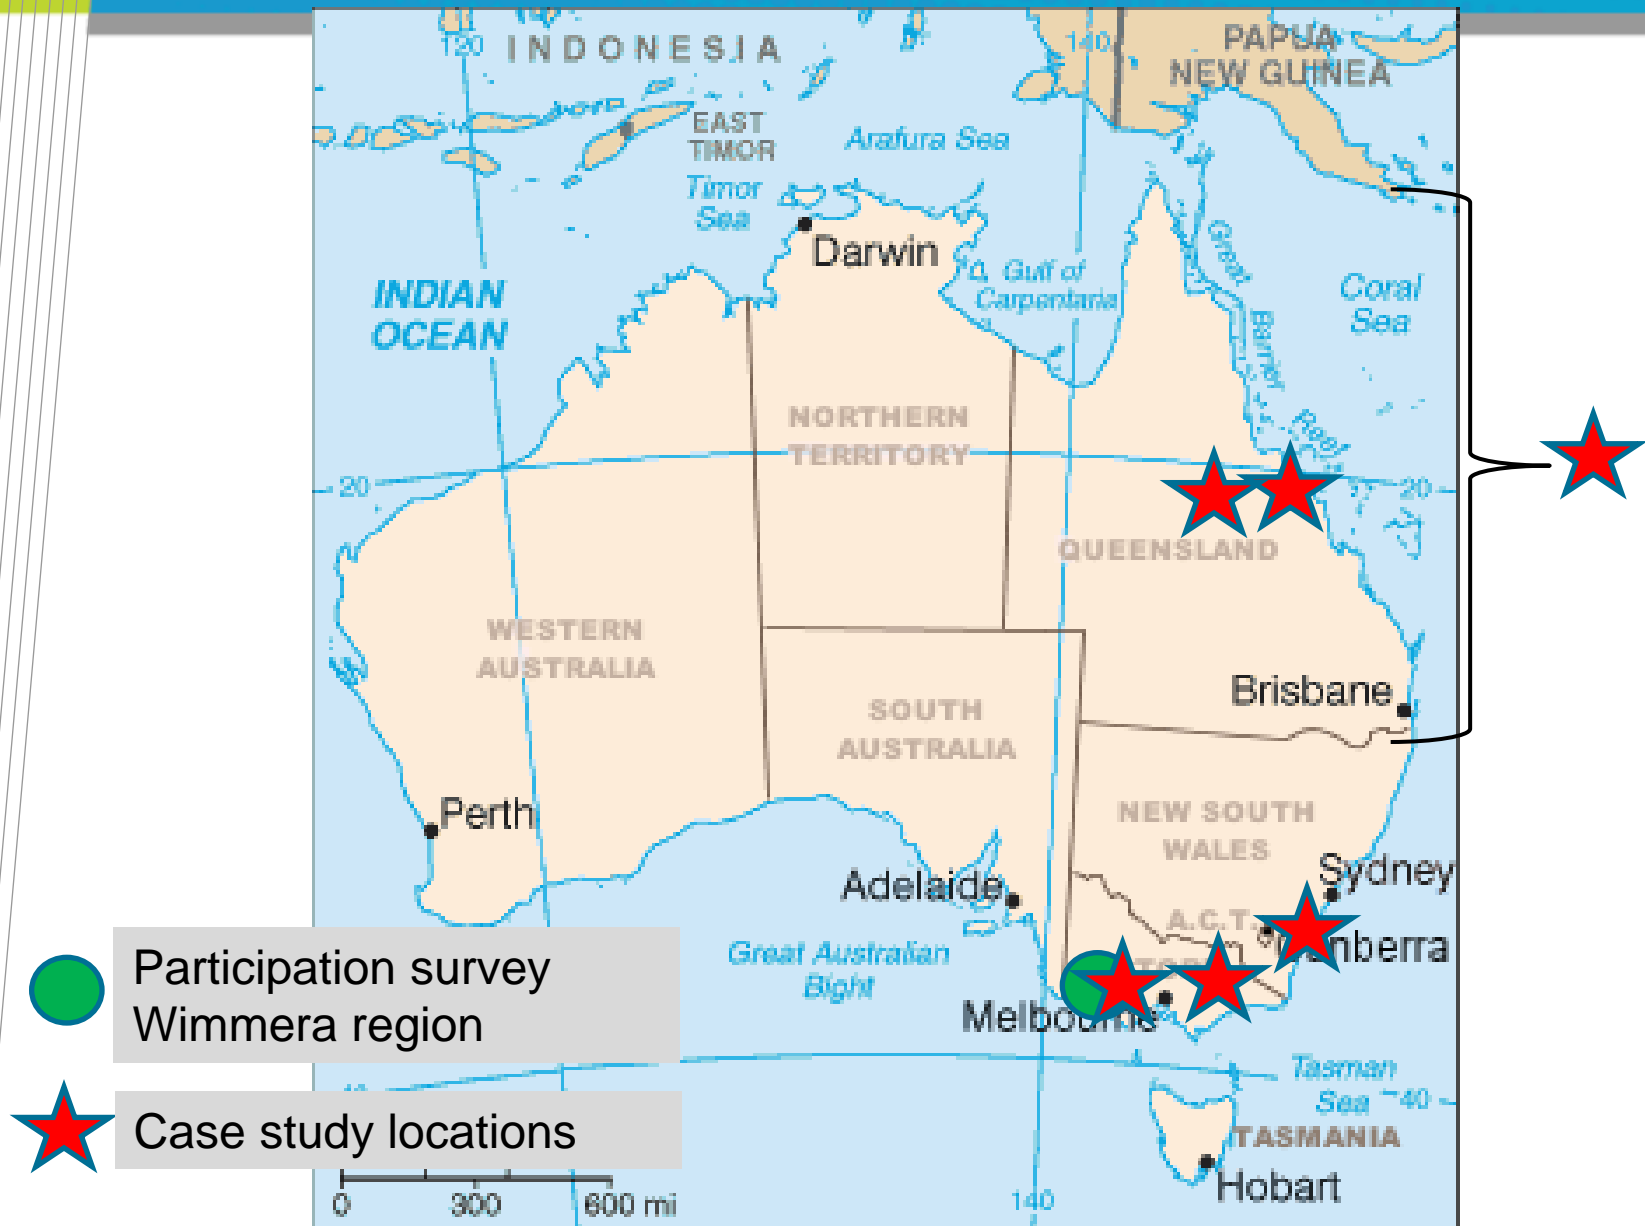 120
INDONESIA
140
PAPUA
NEW GUINEA
EAST
TIMOR
Arafura Sea
Timor
Sea
Darwin
Great
Barrier
Reef
Gulf of
Carpentaria
Coral
Sea
INDIAN
OCEAN
NORTHERN
TERRITORY
20
20
QUEENSLAND
WESTERN
AUSTRALIA
SOUTH
AUSTRALIA
Brisbane
Perth
NEW SOUTH
WALES
Sydney
Adelaide
A.C.T.
Great Australian
Bight
Melbourne
Participation survey
Wimmera region
Tasman
Sea
40
TASMANIA
Case study locations
Hobart
0
300
600 mi
140